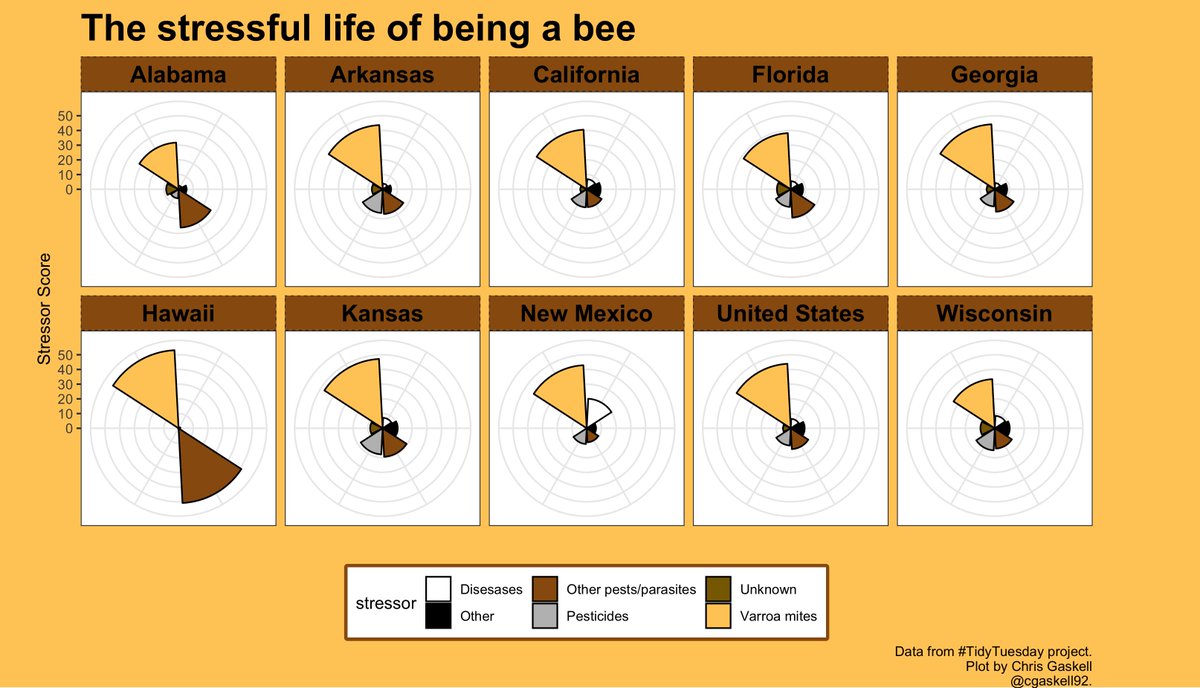 The stressful life of being a bee
Alabama Arkansas California Florida Georgia
50
40
30
20
10
0
Stressor Score
Hawaii Kansas New Mexico United States Wisconsin
50
40
30
20
10
0
stressor
Disesases Other pests/parasites Unknown
Other Pesticides Varroa mites
Data from #TidyTuesday project.
Plot by Chris Gaskell
@cgaskell92.